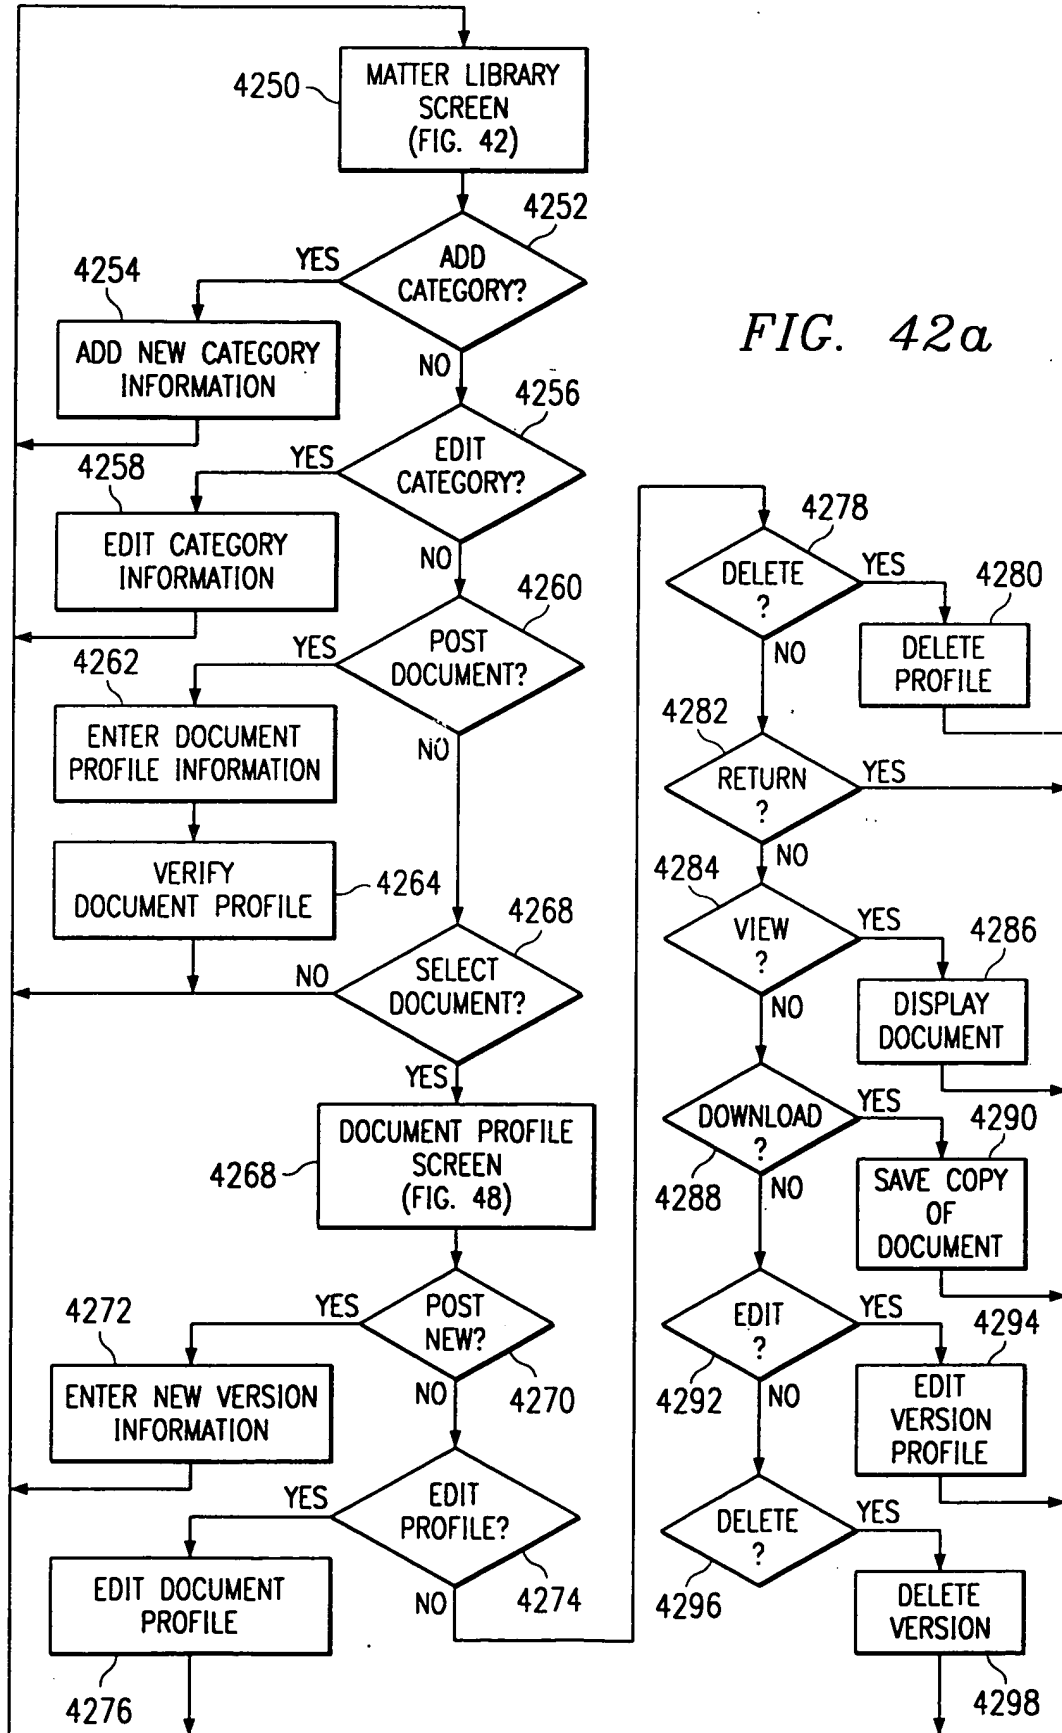 4250
MATTER LIBRARY
SCREEN
(FIG. 42)
4252
ADD
CATEGORY?
YES
NO
4254
ADD NEW CATEGORY
INFORMATION
FIG. 42a
4256
EDIT
CATEGORY?
YES
NO
4258
EDIT CATEGORY
INFORMATION
4260
POST
DOCUMENT?
YES
NO
4262
ENTER DOCUMENT
PROFILE INFORMATION
VERIFY
DOCUMENT PROFILE
4264
4268
SELECT
DOCUMENT?
NO
YES
4268
DOCUMENT PROFILE
SCREEN
(FIG. 48)
POST
NEW?
4270
YES
NO
4272
ENTER NEW VERSION
INFORMATION
EDIT
PROFILE?
4274
YES
NO
EDIT DOCUMENT
PROFILE
4276
4278
DELETE
?
YES
NO
4280
DELETE
PROFILE
4282
RETURN
?
YES
NO
4284
VIEW
?
YES
NO
4286
DISPLAY
DOCUMENT
DOWNLOAD
?
4288
YES
NO
4290
SAVE COPY
OF
DOCUMENT
EDIT
?
4292
YES
NO
4294
EDIT
VERSION
PROFILE
DELETE
?
4296
YES
DELETE
VERSION
4298